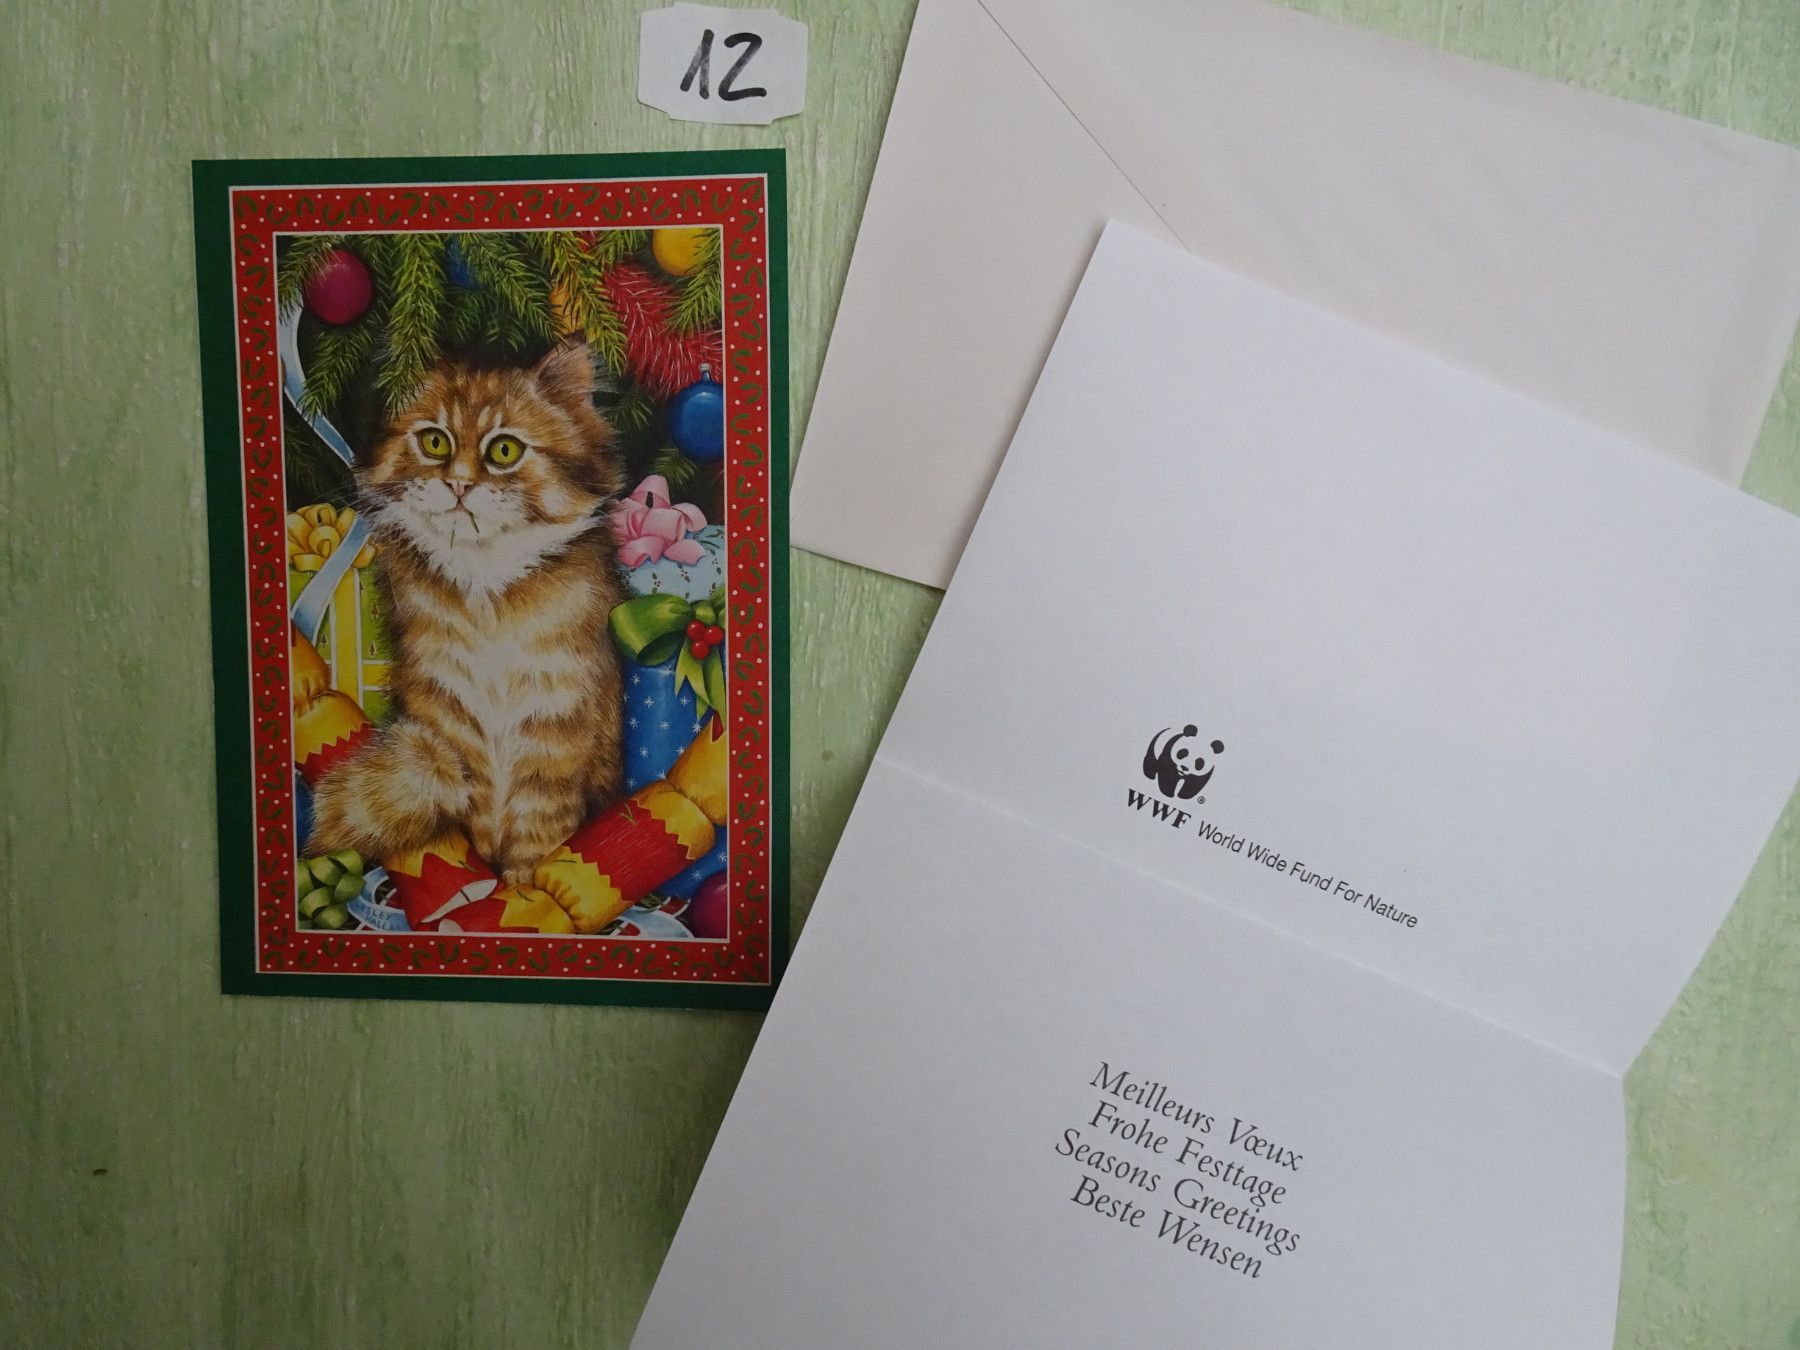 12
WWF World Wide Fund For Nature
Meilleurs Vœux
Frohe Festtage
Seasons Greetings
Beste Wensen